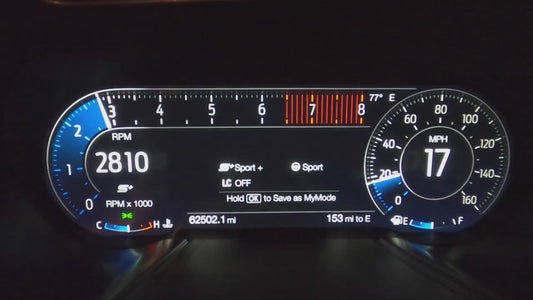 3 4 5 6 7 8 77° E
2
1
0
RPM
2810
S+
RPM x 1000
C H
S+ Sport + Sport
LC OFF
Hold OK to Save as MyMode
62502.1 mi 153 mi to E
0 20 40 60 80 100 120 140 160
MPH
17
E F